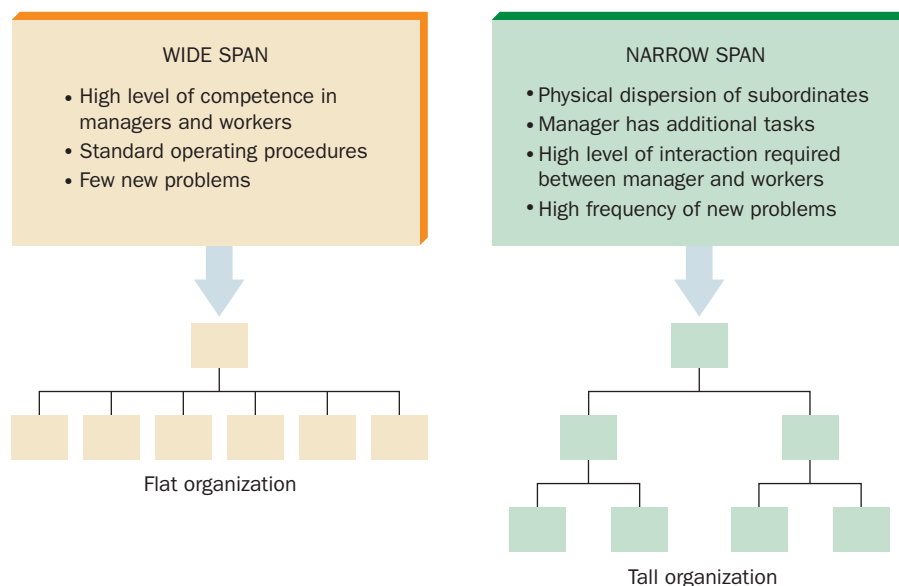 WIDE SPAN
• High level of competence in
managers and workers
• Standard operating procedures
• Few new problems
Flat organization
NARROW SPAN
• Physical dispersion of subordinates
• Manager has additional tasks
• High level of interaction required
between manager and workers
• High frequency of new problems
Tall organization